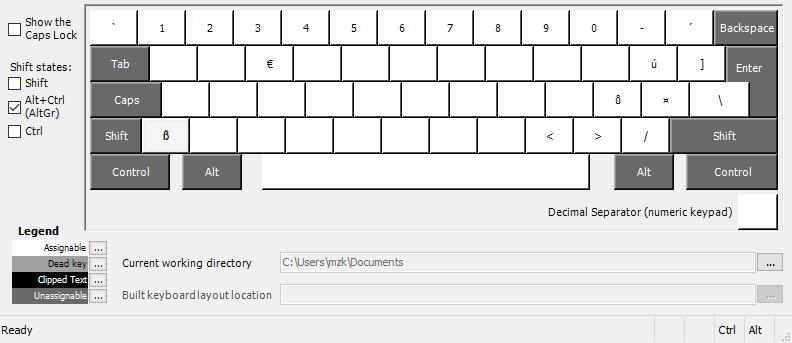 Show the Caps Lock
` 1 2 3 4 5 6 7 8 9 0 - ´ Backspace
Shift states:
Tab € ú ] Enter
Shift
Alt+Ctrl (AltGr)
Caps ů ¤ \
Ctrl
Shift ß < > / Shift
Control Alt Alt Control
Decimal Separator (numeric keypad)
Legend
Assignable ...
Dead key ...
Current working directory C:\Users\mzk\Documents ...
Clipped Text ...
Unassignable ...
Built keyboard layout location ...
Ready Ctrl Alt